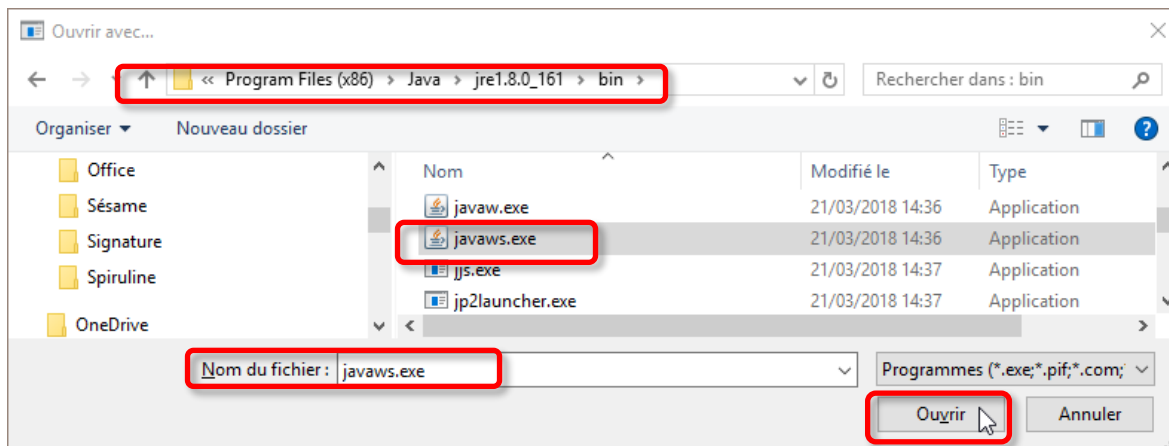 Ouvrir avec...
« Program Files (x86) > Java > jre1.8.0_161 > bin > Rechercher dans : bin
Organiser Nouveau dossier
Office Nom Modifié le Type
Sésame javaw.exe 21/03/2018 14:36 Application
Signature javaws.exe 21/03/2018 14:36 Application
Spiruline jjs.exe 21/03/2018 14:37 Application
OneDrive jp2launcher.exe 21/03/2018 14:37 Application
Nom du fichier : javaws.exe Programmes (*.exe;*.pif;*.com;
Ouvrir Annuler